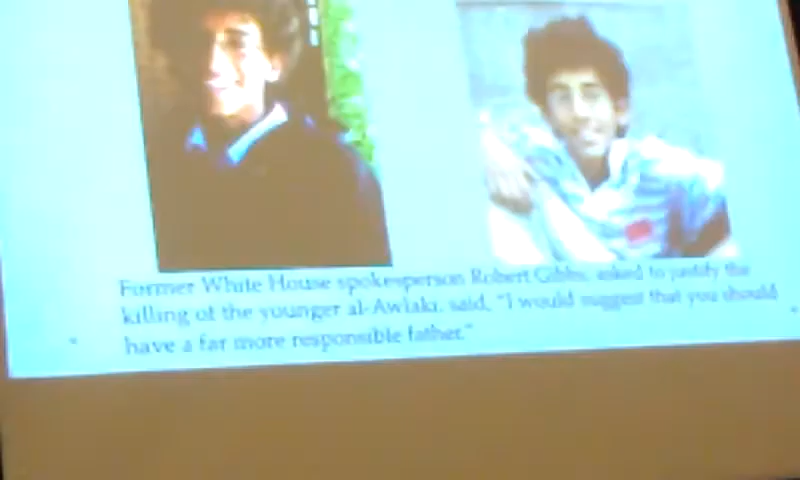 Former White House spokesperson Robert Gibbs, asked to justify the
killing of the younger al-Awlaki, said, "I would suggest that you should
have a far more responsible father."